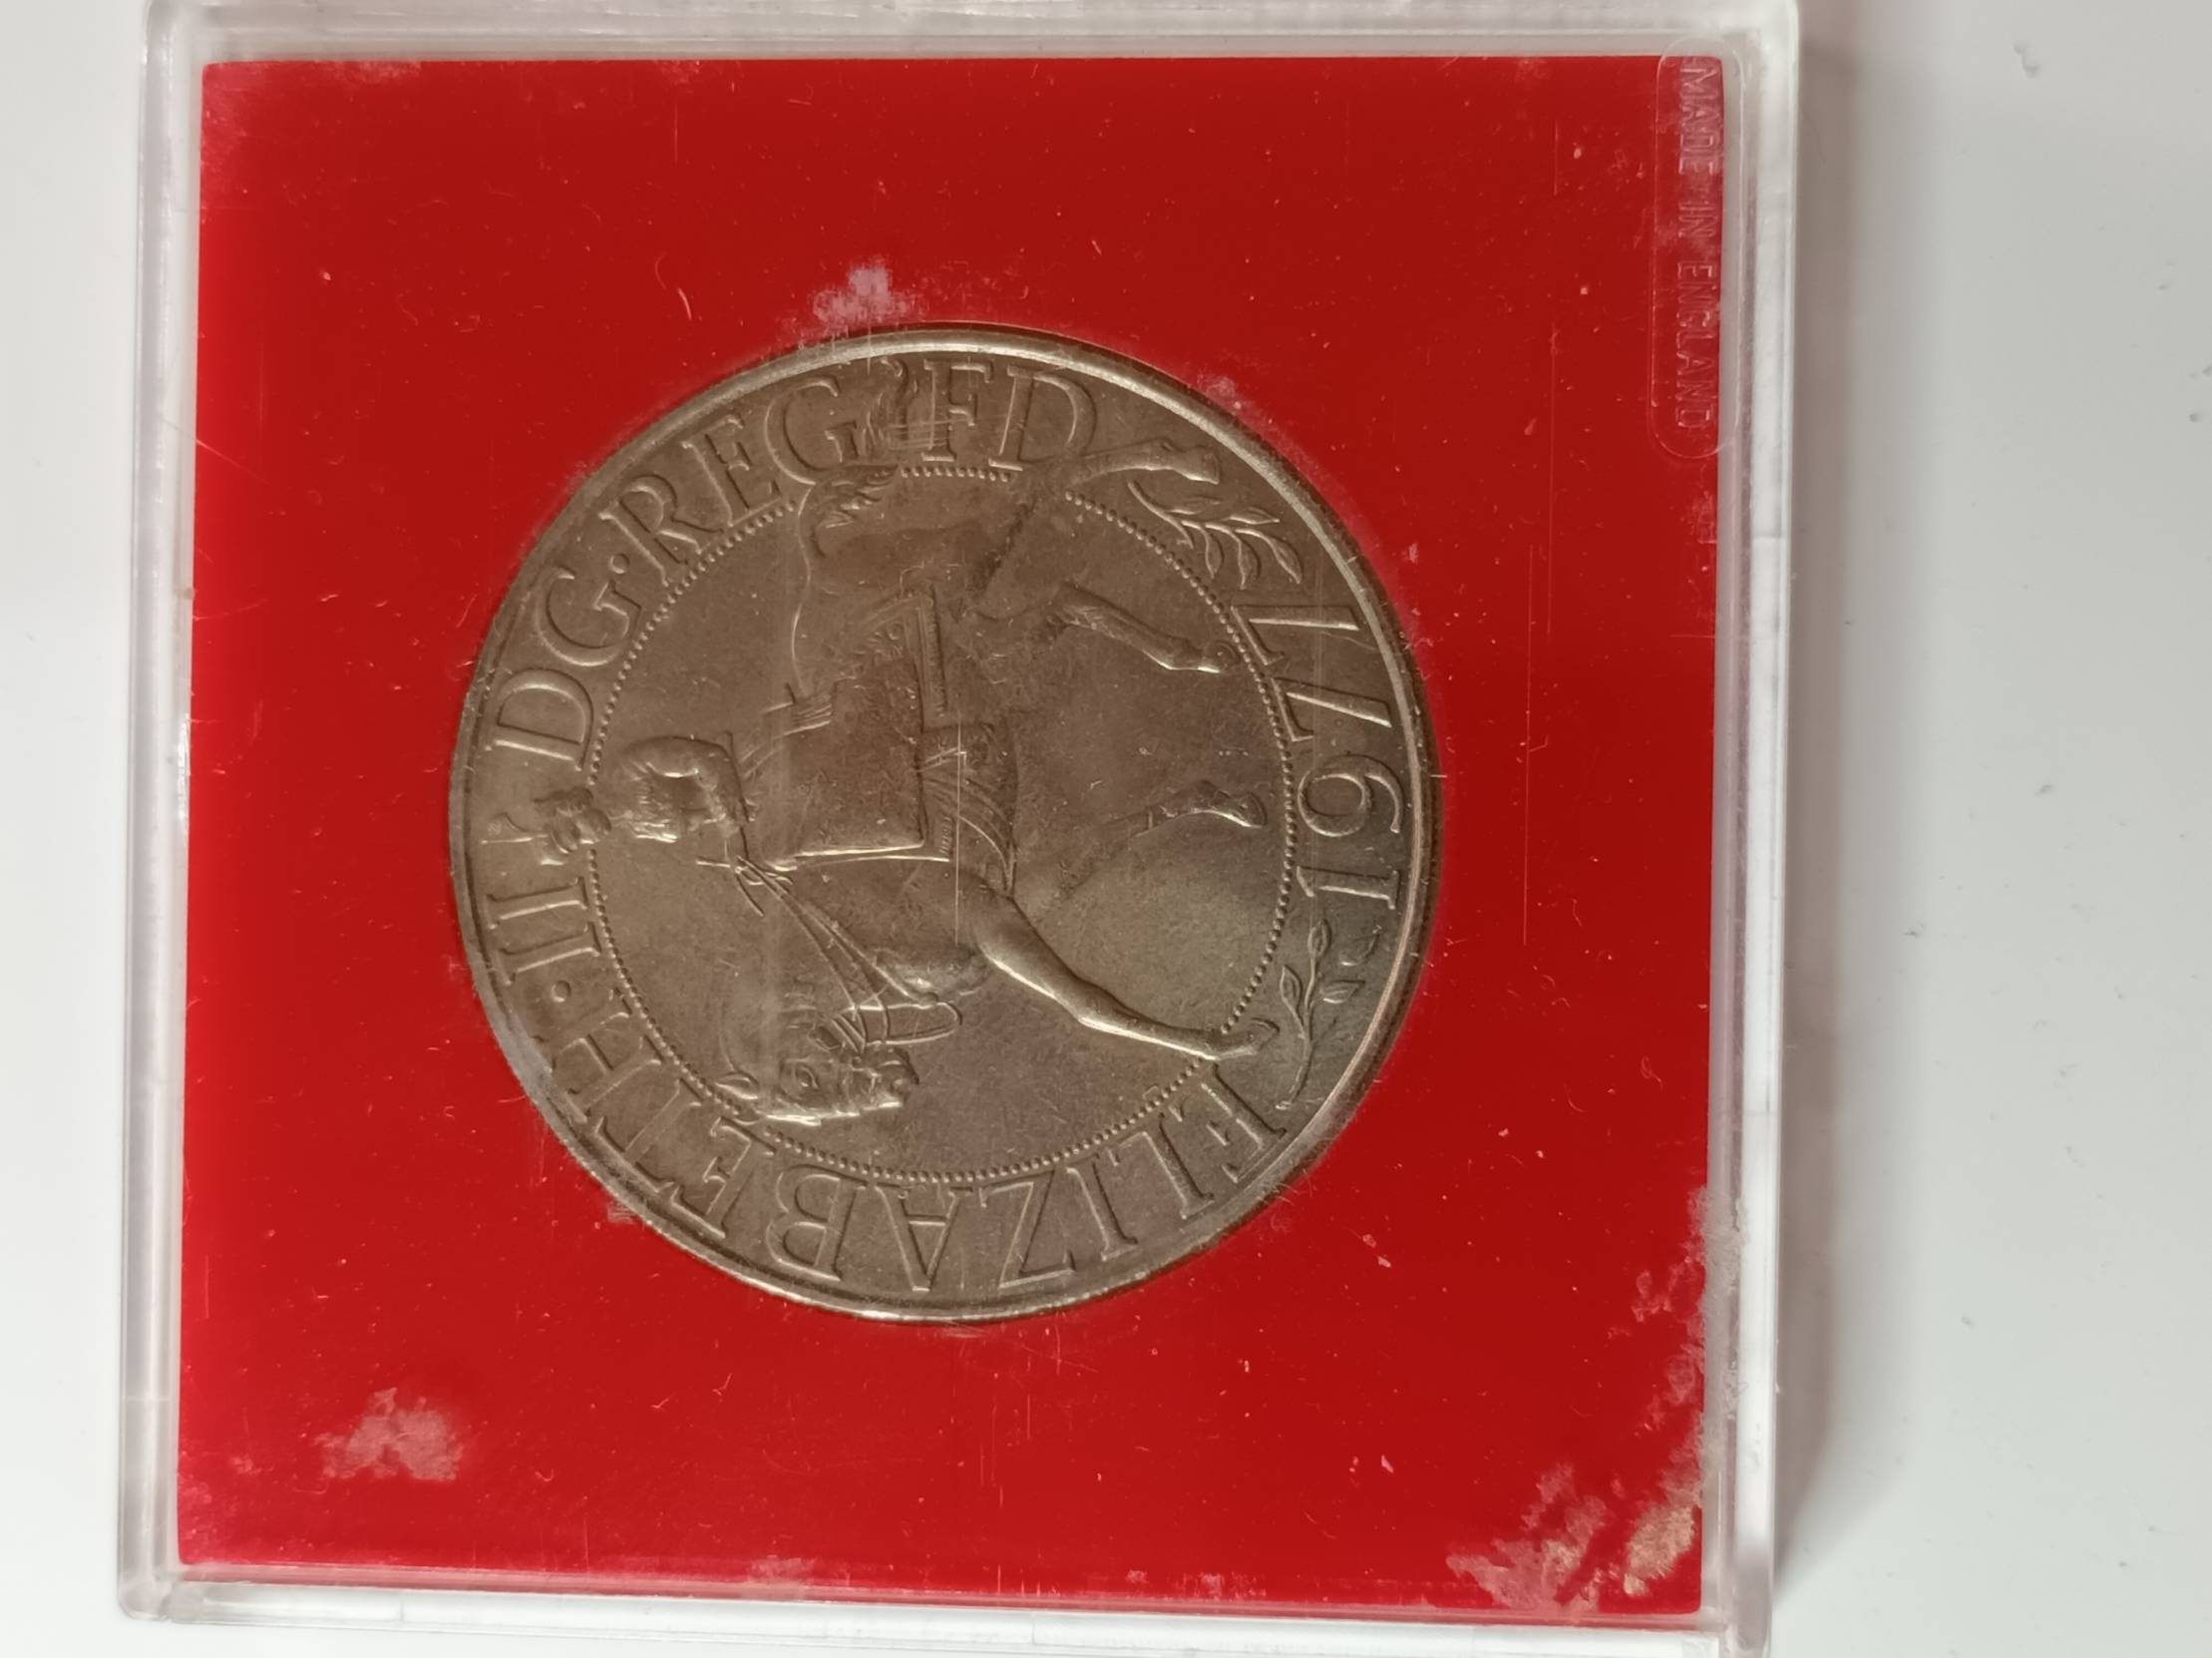 ELIZABETH·II DG·REG FD 1977
MADE IN ENGLAND